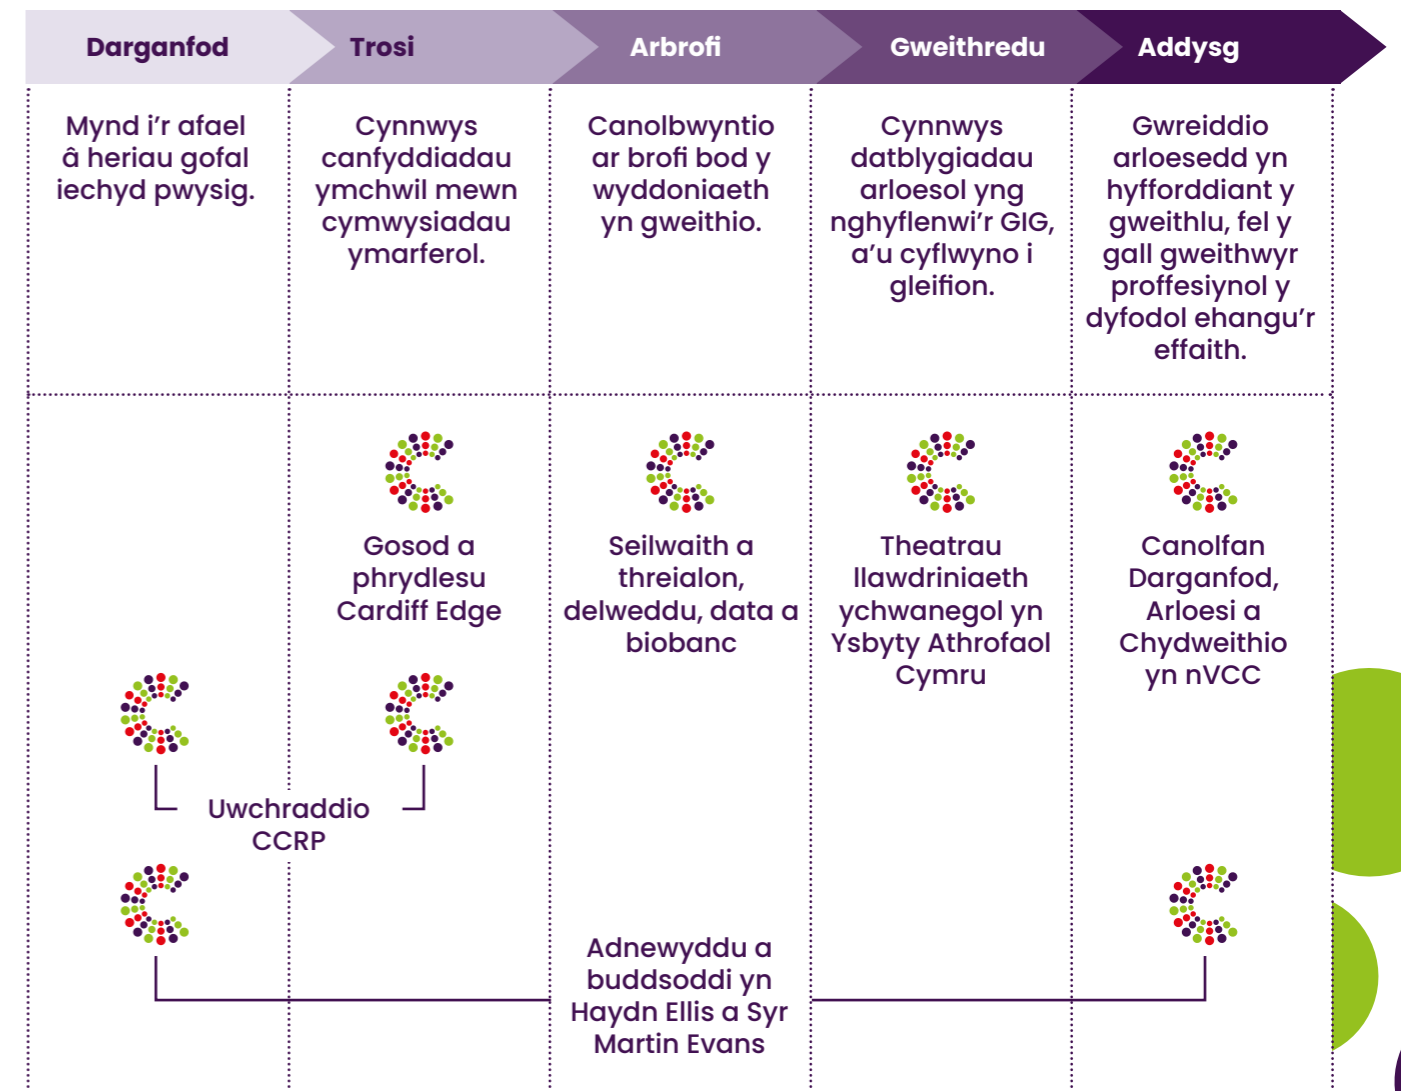 Darganfod
Trosi
Arbrofi
Gweithredu
Addysg
Mynd i'r afael
â heriau gofal
iechyd pwysig.
Cynnwys
canfyddiadau
ymchwil mewn
cymwysiadau
ymarferol.
Canolbwyntio
ar brofi bod y
wyddoniaeth
yn gweithio.
Cynnwys
datblygiadau
arloesol yng
nghyflenwi'r GIG,
a'u cyflwyno i
gleifion.
Gwreiddio
arloesedd yn
hyfforddiant y
gweithlu, fel y
gall gweithwyr
proffesiynol y
dyfodol ehangu'r
effaith.
Gosod a
phrydlesu
Cardiff Edge
Seilwaith a
threialon,
delweddu, data a
biobanc
Theatrau
llawdriniaeth
ychwanegol yn
Ysbyty Athrofaol
Cymru
Canolfan
Darganfod,
Arloesi a
Chydweithio
yn nVCC
Uwchraddio
CCRP
Adnewyddu a
buddsoddi yn
Haydn Ellis a Syr
Martin Evans